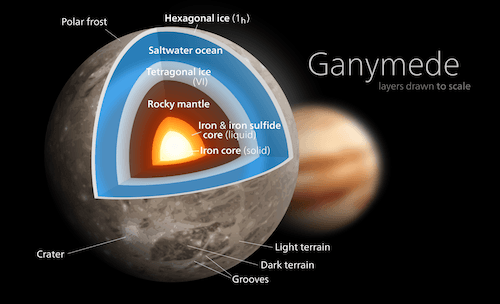 Hexagonal ice (1h)
Polar frost
Saltwater ocean
Tetragonal ice
(VI)
Rocky mantle
Iron & iron sulfide
core (liquid)
Iron core (solid)
Ganymede
layers drawn to scale
Crater
Light terrain
Dark terrain
Grooves